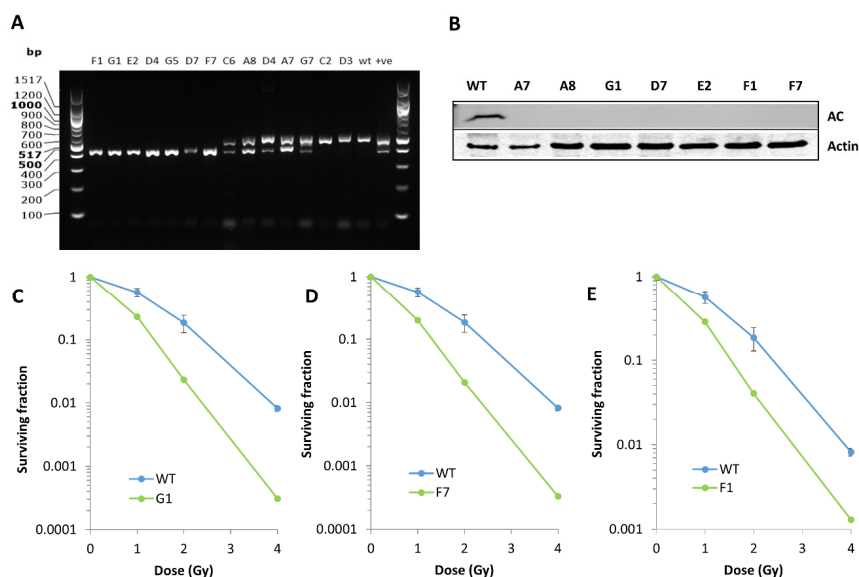 A
bp
F1 G1 E2 D4 G5 D7 F7 C6 A8 D4 A7 G7 C2 D3 wt +ve
1517
1200
1000
900
800
700
600
517
500
400
300
200
100
B
WT A7 A8 G1 D7 E2 F1 F7
AC
Actin
C
Surviving fraction
1
0.1
0.01
0.001
0.0001
WT
G1
0 1 2 3 4
Dose (Gy)
D
Surviving fraction
1
0.1
0.01
0.001
0.0001
WT
F7
0 1 2 3 4
Dose (Gy)
E
Surviving fraction
1
0.1
0.01
0.001
WT
F1
0 1 2 3 4
Dose (Gy)